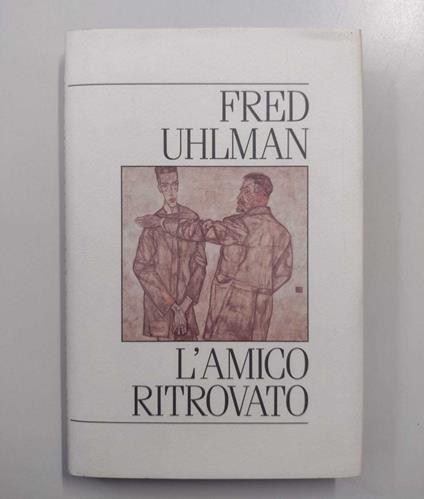 FRED
UHLMAN
L'AMICO
RITROVATO